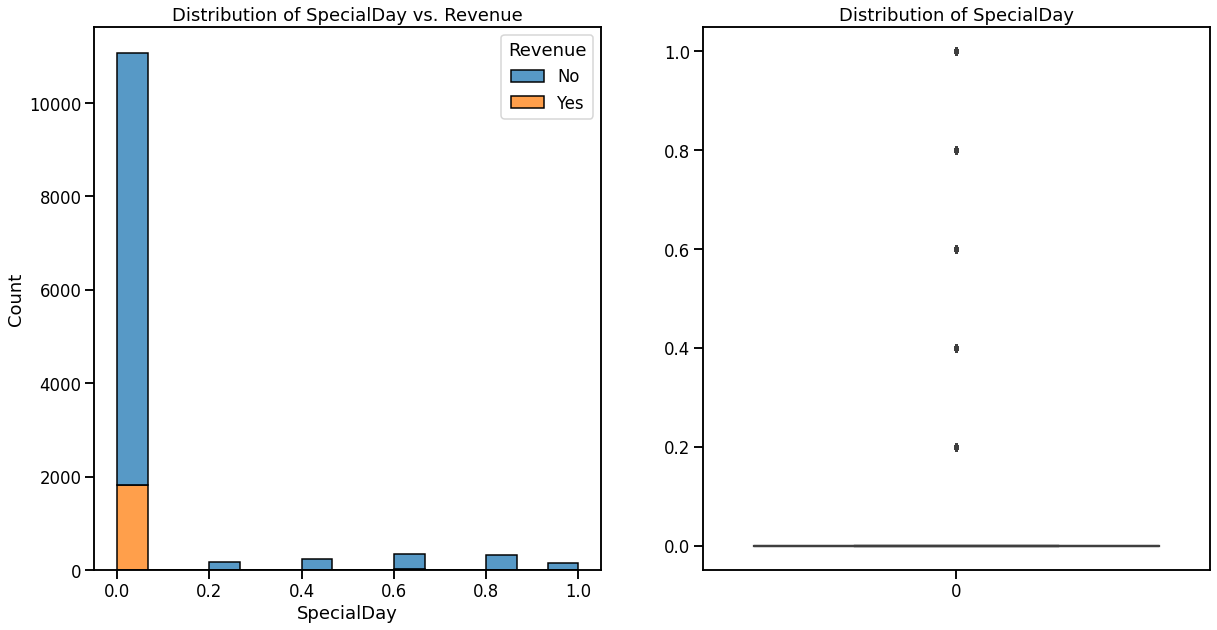 Distribution of SpecialDay vs. Revenue
Revenue
No
Yes
Count
10000
8000
6000
4000
2000
0
0.0 0.2 0.4 0.6 0.8 1.0
SpecialDay
Distribution of SpecialDay
1.0
0.8
0.6
0.4
0.2
0.0
0